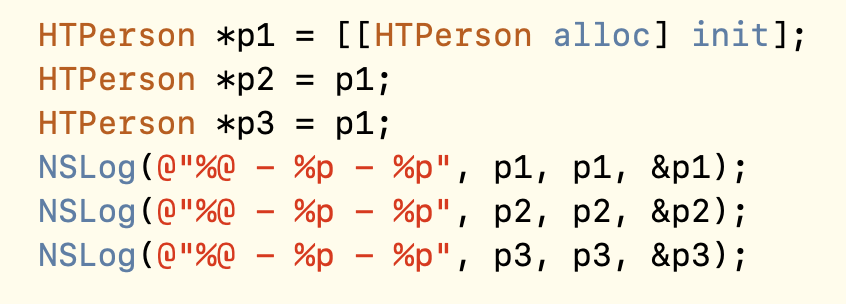 HTPerson *p1 = [[HTPerson alloc] init];
HTPerson *p2 = p1;
HTPerson *p3 = p1;
NSLog(@"%@ - %p - %p", p1, p1, &p1);
NSLog(@"%@ - %p - %p", p2, p2, &p2);
NSLog(@"%@ - %p - %p", p3, p3, &p3);